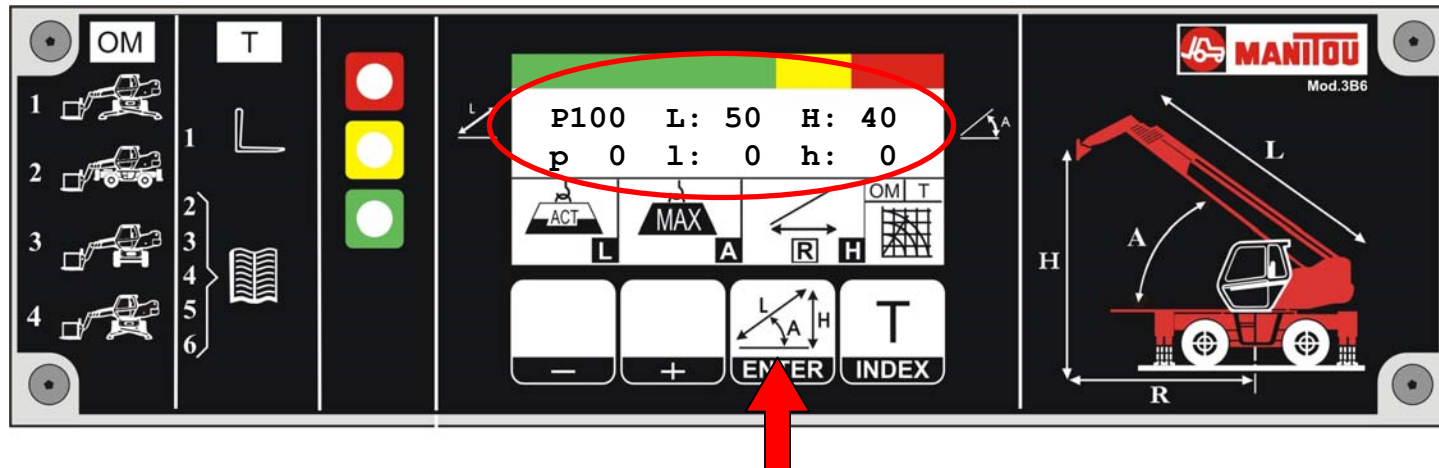 OM
1
2
3
4
T
1
2
3
4
5
6
L
P100 L: 50 H: 40
p 0 l: 0 h: 0
A
ACT
L
MAX
A
R H
OM T
−
+
L A H
ENTER
T
INDEX
MANITOU
Mod.3B6
L
A
H
R